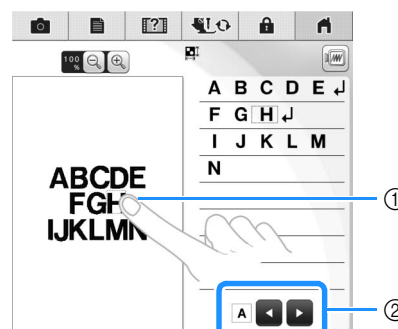 100 %
A B C D E ↵
F G H ↵
I J K L M
N
ABCDE
FGH
IJKLMN
①
A
②